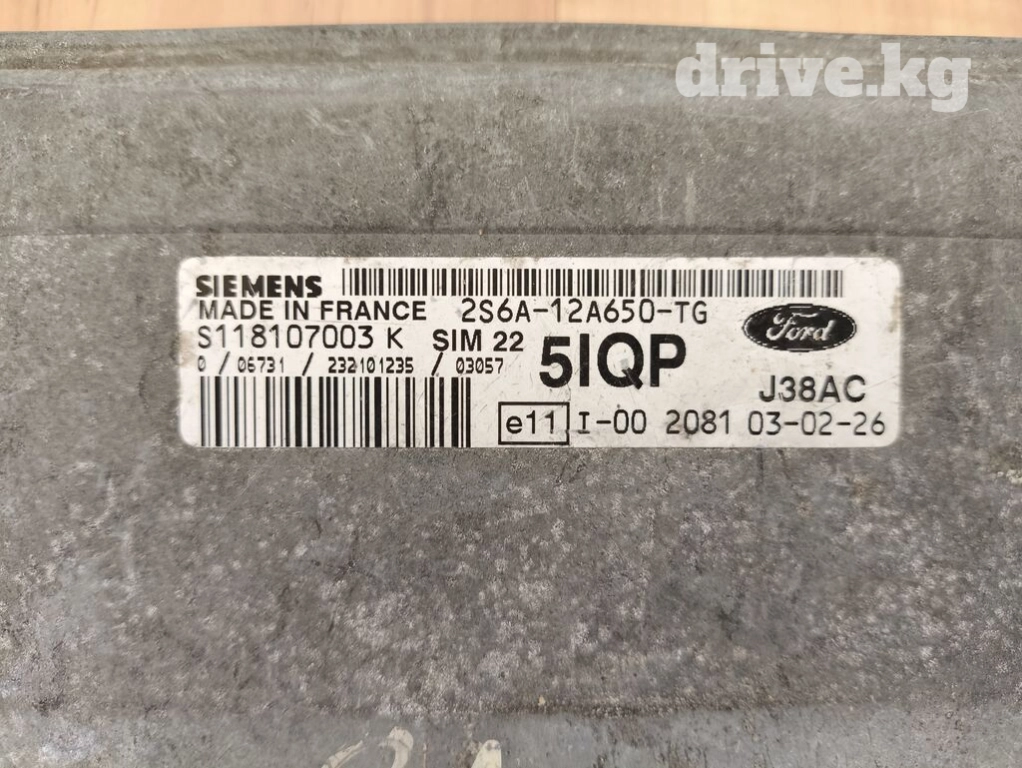 drive.kg
SIEMENS
MADE IN FRANCE 2S6A-12A650-TG
Ford
S118107003 K SIM 22
0 / 06731 / 232101235 / 03057
5IQP
J38AC
e11 I-00 2081 03-02-26